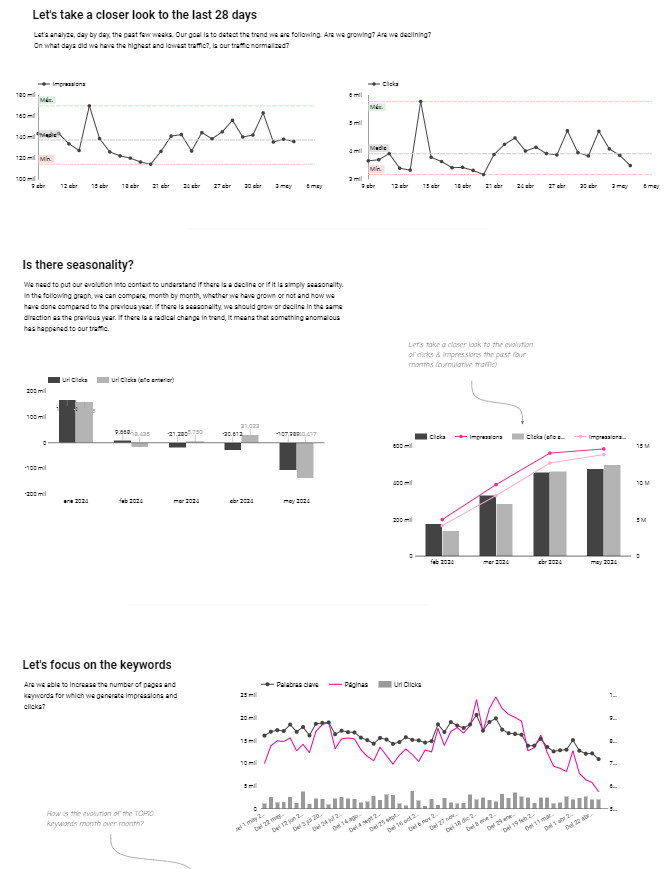 Let's take a closer look to the last 28 days
Let's analyze, day by day, the past few weeks. Our goal is to detect the trend we are following. Are we growing? Are we declining?
On what days did we have the highest and lowest traffic?, is our traffic normalized?
Impressions
180 mil
160 mil
140 mil
120 mil
100 mil
Máx.
Media
Mín.
9 abr 12 abr 15 abr 18 abr 21 abr 24 abr 27 abr 30 abr 3 may 6 may
Clicks
6 mil
5 mil
4 mil
3 mil
Máx.
Media
Mín.
9 abr 12 abr 15 abr 18 abr 21 abr 24 abr 27 abr 30 abr 3 may 6 may
Is there seasonality?
We need to put our evolution into context to understand if there is a decline or if it is simply seasonality.
In the following graph, we can compare, month by month, whether we have grown or not and how we
have done compared to the previous year. If there is seasonality, we should grow or decline in the same
direction as the previous year. If there is a radical change in trend, it means that something anomalous
has happened to our traffic.
Let's take a closer look to the evolution
of clicks & impressions the past four
months (cumulative traffic)
Url Clicks Url Clicks (año anterior)
200 mil
100 mil
0
-100 mil
-200 mil
9.668 -18.435 -21.280 5.750 -30.613 31.023 -107.989
ene 2024 feb 2024 mar 2024 abr 2024 may 2024
Clicks Impressions Clicks (año a... Impressions...
600 mil
400 mil
200 mil
0
15 M
10 M
5 M
0
feb 2024 mar 2024 abr 2024 may 2024
Let's focus on the keywords
Are we able to increase the number of pages and
keywords for which we generate impressions and
clicks?
Palabras clave Páginas Url Clicks
25 mil
20 mil
15 mil
10 mil
5 mil
0
1...
9...
8...
7...
6...
5...
Del 22 may... Del 12 jun 2... Del 3 jul 20... Del 24 jul 2... Del 14 ago... Del 4 sept 2... Del 25 sept... Del 16 oct 2... Del 6 nov 2... Del 27 nov... Del 18 dic 2... Del 8 ene 2... Del 29 ene... Del 19 feb 2... Del 11 mar... Del 1 abr 2... Del 22 abr...
How is the evolution of the TOP10
keywords month over month?